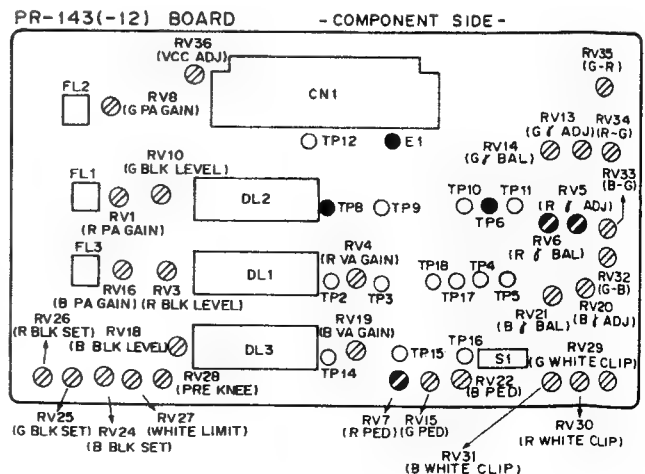 PR-143(-12) BOARD
-COMPONENT SIDE-
RV36
(VCC ADJ)
RV35
(G-R)
FL2
RV8
(G PA GAIN)
CN1
RV13
(G γ ADJ)
RV34
(R-G)
TP12
E1
RV14
(G γ BAL)
RV10
(G BLK LEVEL)
RV33
(B-G)
FL1
DL2
TP8
TP9
TP10
TP11
TP6
RV5
(R γ ADJ)
RV1
(R PA GAIN)
RV6
(R γ BAL)
FL3
RV4
(R VA GAIN)
DL1
TP18
TP4
RV16
(B PA GAIN)
RV3
(R BLK LEVEL)
TP2
TP3
TP17
TP5
RV32
(G-B)
RV26
(R BLK SET)
RV18
(B BLK LEVEL)
RV19
(B VA GAIN)
RV21
(B γ BAL)
RV20
(B γ ADJ)
DL3
TP14
TP15
TP16
S1
RV29
(G WHITE CLIP)
RV28
(PRE KNEE)
RV22
(B PED)
RV25
(G BLK SET)
RV24
(B BLK SET)
RV27
(WHITE LIMIT)
RV7
(R PED)
RV15
(G PED)
RV31
(B WHITE CLIP)
RV30
(R WHITE CLIP)